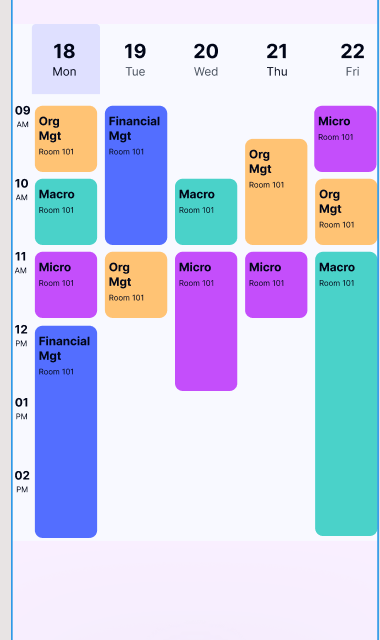 18
Mon
19
Tue
20
Wed
21
Thu
22
Fri
09
AM
Org
Mgt
Room 101
Financial
Mgt
Room 101
Micro
Room 101
Org
Mgt
Room 101
10
AM
Macro
Room 101
Macro
Room 101
Org
Mgt
Room 101
11
AM
Micro
Room 101
Org
Mgt
Room 101
Micro
Room 101
Micro
Room 101
Macro
Room 101
12
PM
Financial
Mgt
Room 101
01
PM
02
PM